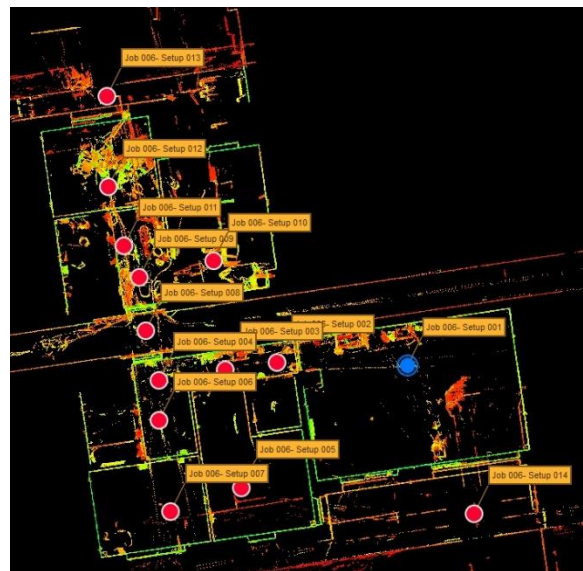 Job 006- Setup 013
Job 006- Setup 012
Job 006- Setup 011
Job 006- Setup 010
Job 006- Setup 009
Job 006- Setup 008
Job 006- Setup 003
Setup 002
Job 006- Setup 001
Job 006- Setup 004
Job 006- Setup 006
Job 006- Setup 005
Job 006- Setup 007
Job 006- Setup 014